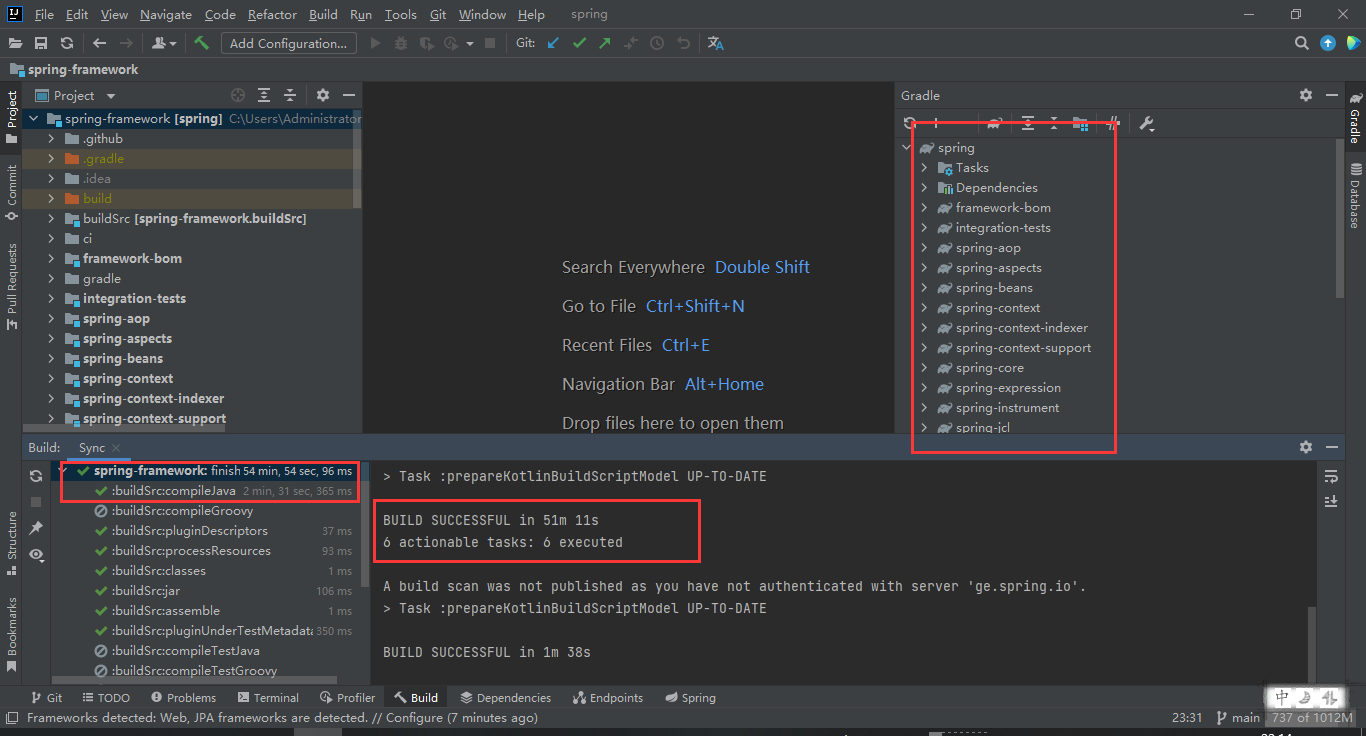 File Edit View Navigate Code Refactor Build Run Tools Git Window Help spring
Add Configuration... Git:
spring-framework
Project
Commit
Pull Requests
Structure
Bookmarks
Project
spring-framework [spring] C:\Users\Administrator
.github
.gradle
.idea
build
buildSrc [spring-framework.buildSrc]
ci
framework-bom
gradle
integration-tests
spring-aop
spring-aspects
spring-beans
spring-context
spring-context-indexer
spring-context-support
Search Everywhere Double Shift
Go to File Ctrl+Shift+N
Recent Files Ctrl+E
Navigation Bar Alt+Home
Drop files here to open them
Gradle
spring
Tasks
Dependencies
framework-bom
integration-tests
spring-aop
spring-aspects
spring-beans
spring-context
spring-context-indexer
spring-context-support
spring-core
spring-expression
spring-instrument
spring-jcl
Gradle
Database
Build: Sync
spring-framework: finish 54 min, 54 sec, 96 ms
:buildSrc:compileJava 2 min, 31 sec, 365 ms
:buildSrc:compileGroovy
:buildSrc:pluginDescriptors 37 ms
:buildSrc:processResources 93 ms
:buildSrc:classes 1 ms
:buildSrc:jar 106 ms
:buildSrc:assemble 1 ms
:buildSrc:pluginUnderTestMetadata 350 ms
:buildSrc:compileTestJava
:buildSrc:compileTestGroovy
> Task :prepareKotlinBuildScriptModel UP-TO-DATE
BUILD SUCCESSFUL in 51m 11s
6 actionable tasks: 6 executed
A build scan was not published as you have not authenticated with server 'ge.spring.io'.
> Task :prepareKotlinBuildScriptModel UP-TO-DATE
BUILD SUCCESSFUL in 1m 38s
Git TODO Problems Terminal Profiler Build Dependencies Endpoints Spring
中
Frameworks detected: Web, JPA frameworks are detected. // Configure (7 minutes ago) 23:31 main 737 of 1012M